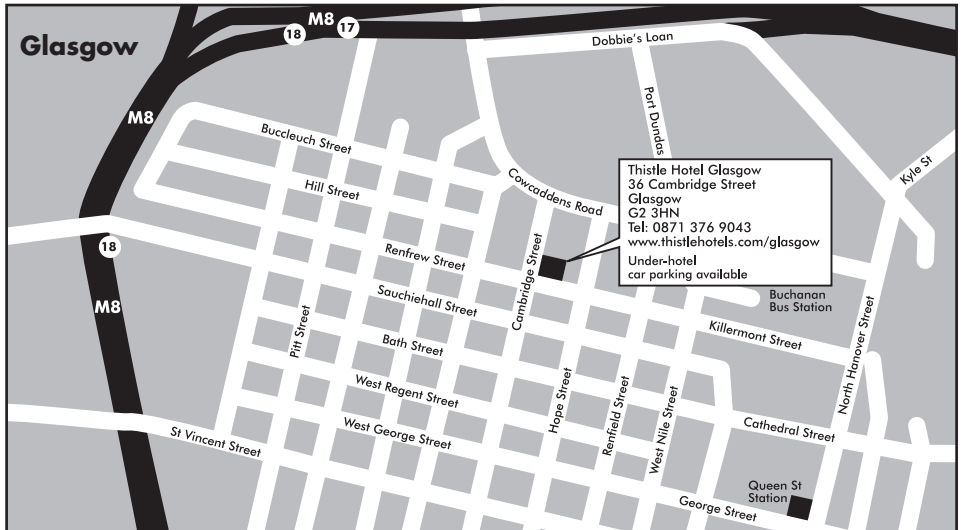 Glasgow
M8
18
17
Dobbie's Loan
M8
Port Dundas
Buccleuch Street
Kyle St
Hill Street
Cowcaddens Road
Thistle Hotel Glasgow
36 Cambridge Street
Glasgow
G2 3HN
Tel: 0871 376 9043
www.thistlehotels.com/glasgow
Under-hotel
car parking available
18
Renfrew Street
Cambridge Street
M8
Sauchiehall Street
Buchanan
Bus Station
Killermont Street
North Hanover Street
Pitt Street
Bath Street
West Regent Street
Hope Street
Renfield Street
West Nile Street
Cathedral Street
St Vincent Street
West George Street
Queen St
Station
George Street